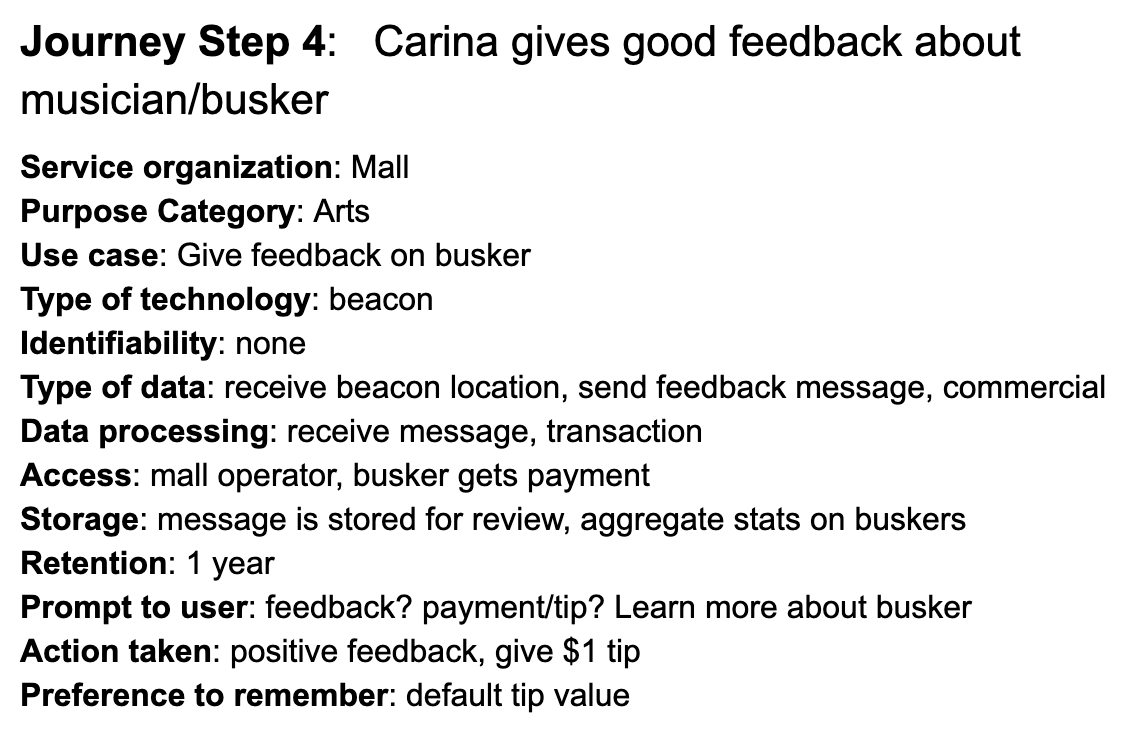 Journey Step 4: Carina gives good feedback about
musician/busker
Service organization: Mall
Purpose Category: Arts
Use case: Give feedback on busker
Type of technology: beacon
Identifiability: none
Type of data: receive beacon location, send feedback message, commercial
Data processing: receive message, transaction
Access: mall operator, busker gets payment
Storage: message is stored for review, aggregate stats on buskers
Retention: 1 year
Prompt to user: feedback? payment/tip? Learn more about busker
Action taken: positive feedback, give $1 tip
Preference to remember: default tip value